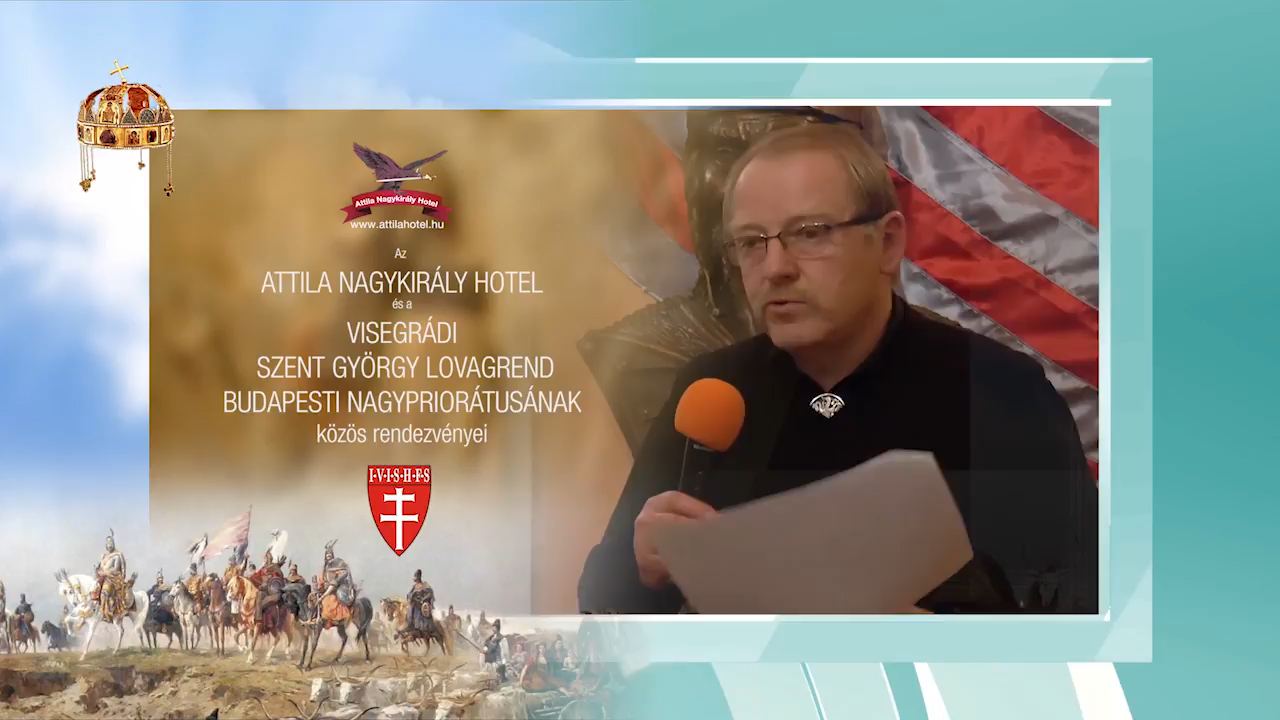 Attila Nagykirály Hotel
www.attilahotel.hu
Az
ATTILA NAGYKIRÁLY HOTEL
és a
VISEGRÁDI
SZENT GYÖRGY LOVAGREND
BUDAPESTI NAGYPRIORÁTUSÁNAK
közös rendezvényei
I·V·I·S·H·F·S